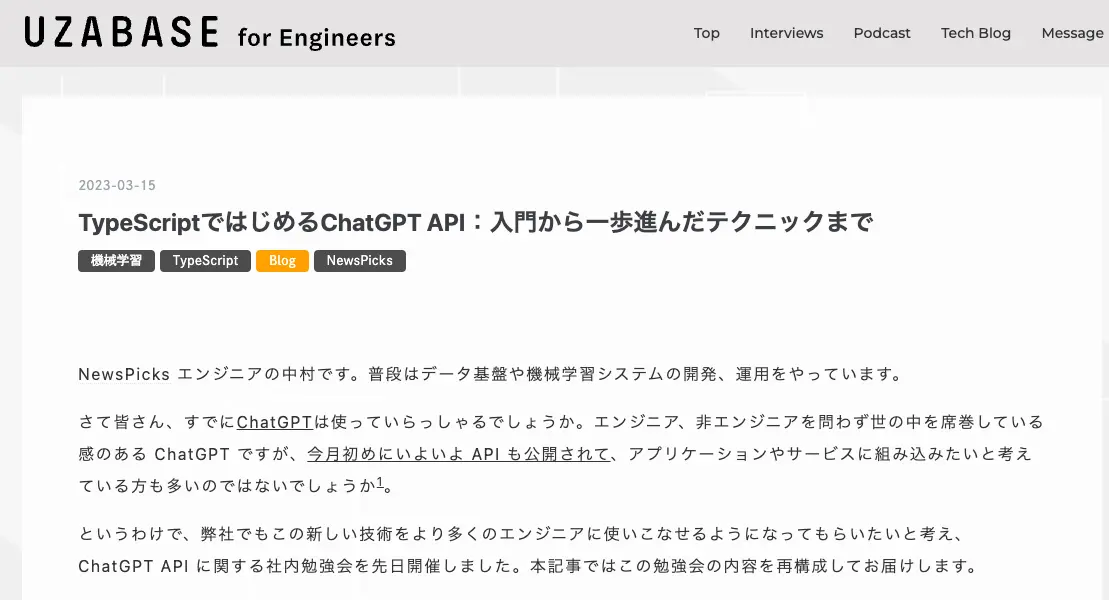 UZABASE for Engineers
Top Interviews Podcast Tech Blog Message
2023-03-15
TypeScriptではじめるChatGPT API：入門から一歩進んだテクニックまで
機械学習 TypeScript Blog NewsPicks
NewsPicks エンジニアの中村です。普段はデータ基盤や機械学習システムの開発、運用をやっています。
さて皆さん、すでにChatGPTは使っていらっしゃるでしょうか。エンジニア、非エンジニアを問わず世の中を席巻している
感のある ChatGPT ですが、今月初めにいよいよ API も公開されて、アプリケーションやサービスに組み込みたいと考え
ている方も多いのではないでしょうか1。
というわけで、弊社でもこの新しい技術をより多くのエンジニアに使いこなせるようになってもらいたいと考え、
ChatGPT API に関する社内勉強会を先日開催しました。本記事ではこの勉強会の内容を再構成してお届けします。